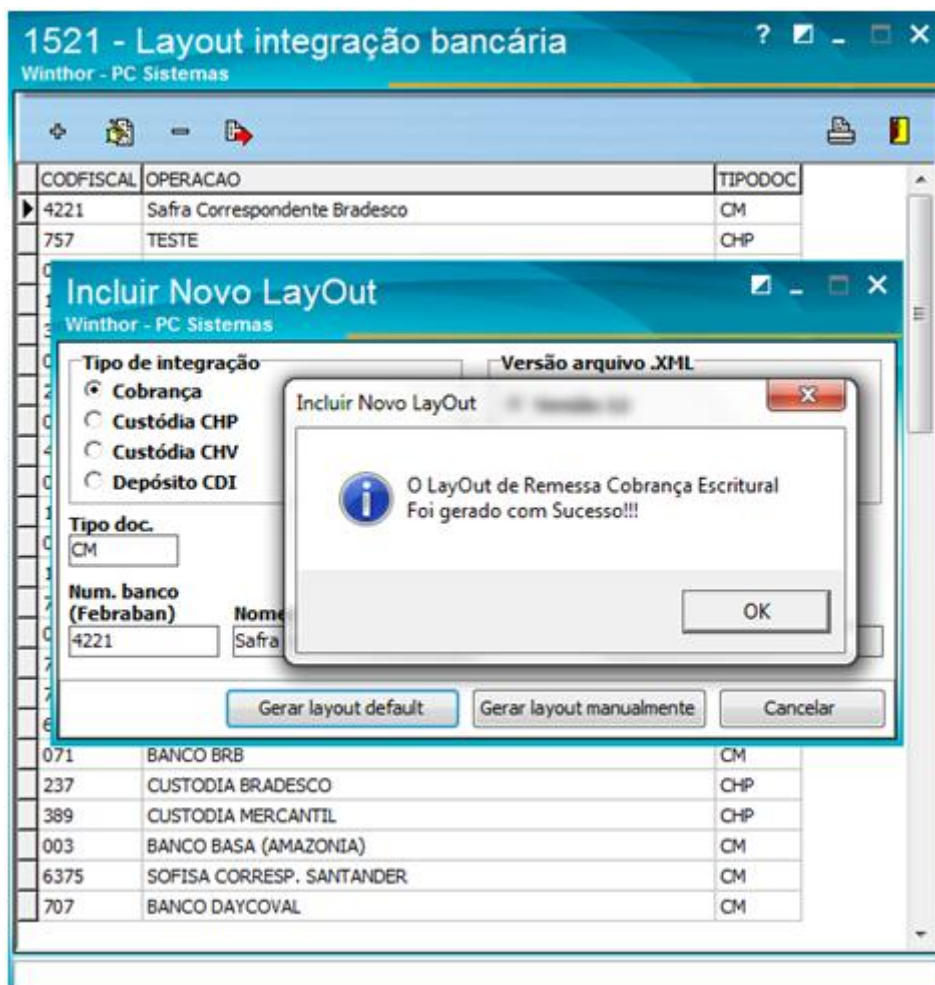 1521 - Layout integração bancária
Winthor - PC Sistemas
CODFISCAL OPERACAO TIPODOC
4221 Safra Correspondente Bradesco CM
757 TESTE CHP
Incluir Novo LayOut
Winthor - PC Sistemas
Tipo de integração
Cobrança
Custódia CHP
Custódia CHV
Depósito CDI
Versão arquivo .XML
Incluir Novo LayOut
O LayOut de Remessa Cobrança Escritural
Foi gerado com Sucesso!!!
OK
Tipo doc.
CM
Num. banco
(Febraban)
4221
Safra
Gerar layout default Gerar layout manualmente Cancelar
071 BANCO BRB CM
237 CUSTODIA BRADESCO CHP
389 CUSTODIA MERCANTIL CHP
003 BANCO BASA (AMAZONIA) CM
6375 SOFISA CORRESP. SANTANDER CM
707 BANCO DAYCOVAL CM